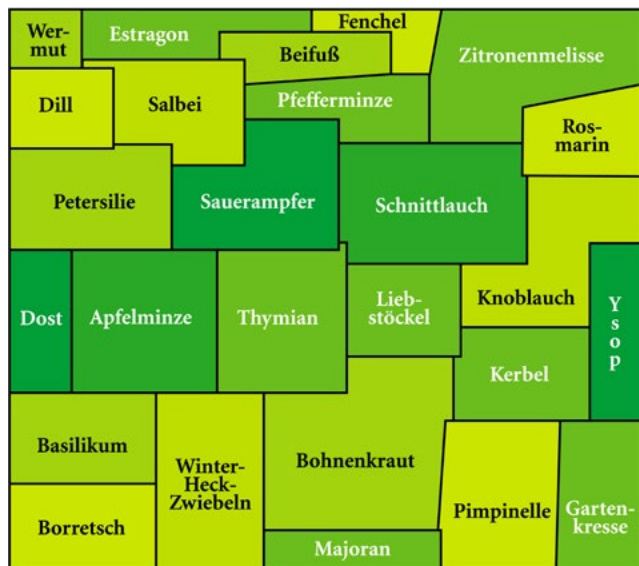 Wer-
mut
Estragon
Fenchel
Beifuß
Zitronenmelisse
Dill
Salbei
Pfefferminze
Ros-
marin
Petersilie
Sauerampfer
Schnittlauch
Dost
Apfelminze
Thymian
Lieb-
stöckel
Knoblauch
Ysop
Kerbel
Basilikum
Winter-
Heck-
Zwiebeln
Bohnenkraut
Borretsch
Majoran
Pimpinelle
Garten-
kresse